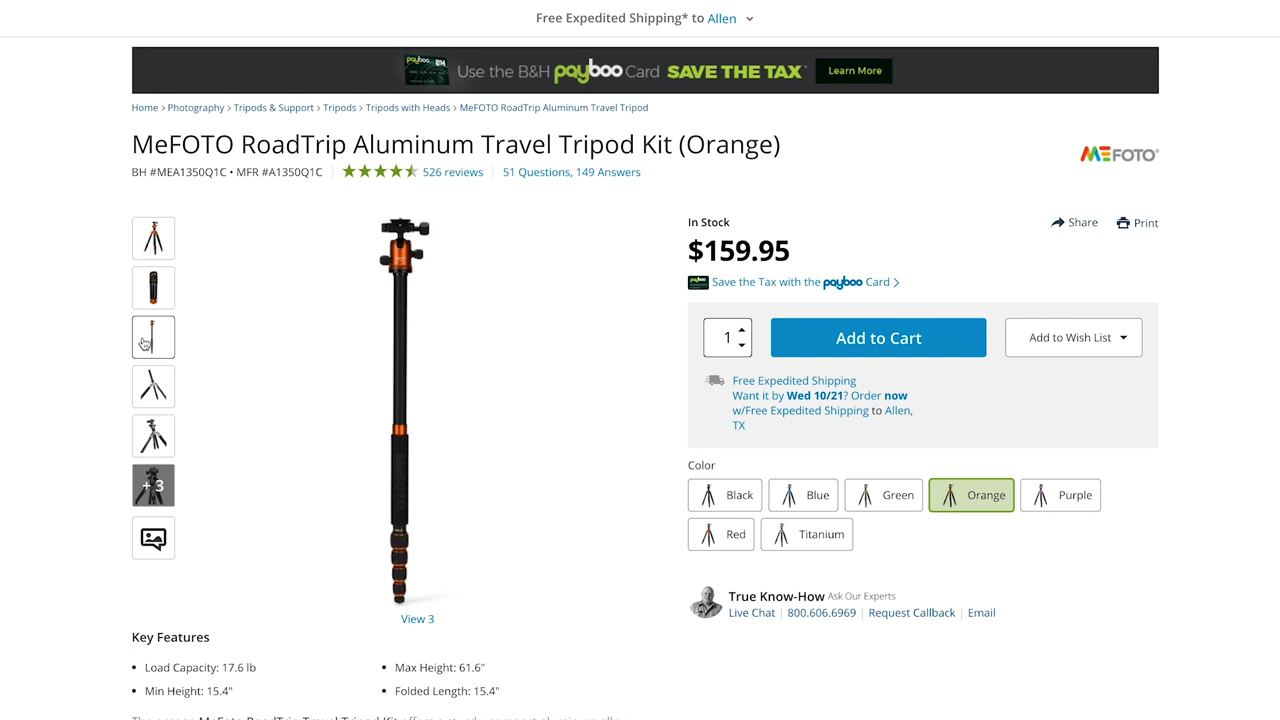 Free Expedited Shipping* to Allen
payboo B&H Use the B&H payboo Card SAVE THE TAX* Learn More
Home > Photography > Tripods & Support > Tripods > Tripods with Heads > MeFOTO RoadTrip Aluminum Travel Tripod
MeFOTO RoadTrip Aluminum Travel Tripod Kit (Orange)
MEFOTO®
BH #MEA1350Q1C • MFR #A1350Q1C
526 reviews
51 Questions, 149 Answers
In Stock
Share
Print
$159.95
payboo Save the Tax with the payboo Card
1
Add to Cart
Add to Wish List
Free Expedited Shipping
Want it by Wed 10/21? Order now
w/Free Expedited Shipping to Allen,
TX
Color
Black
Blue
Green
Orange
Purple
Red
Titanium
+ 3
True Know-How Ask Our Experts
Live Chat | 800.606.6969 | Request Callback | Email
View 3
Key Features
• Load Capacity: 17.6 lb
• Max Height: 61.6"
• Min Height: 15.4"
• Folded Length: 15.4"